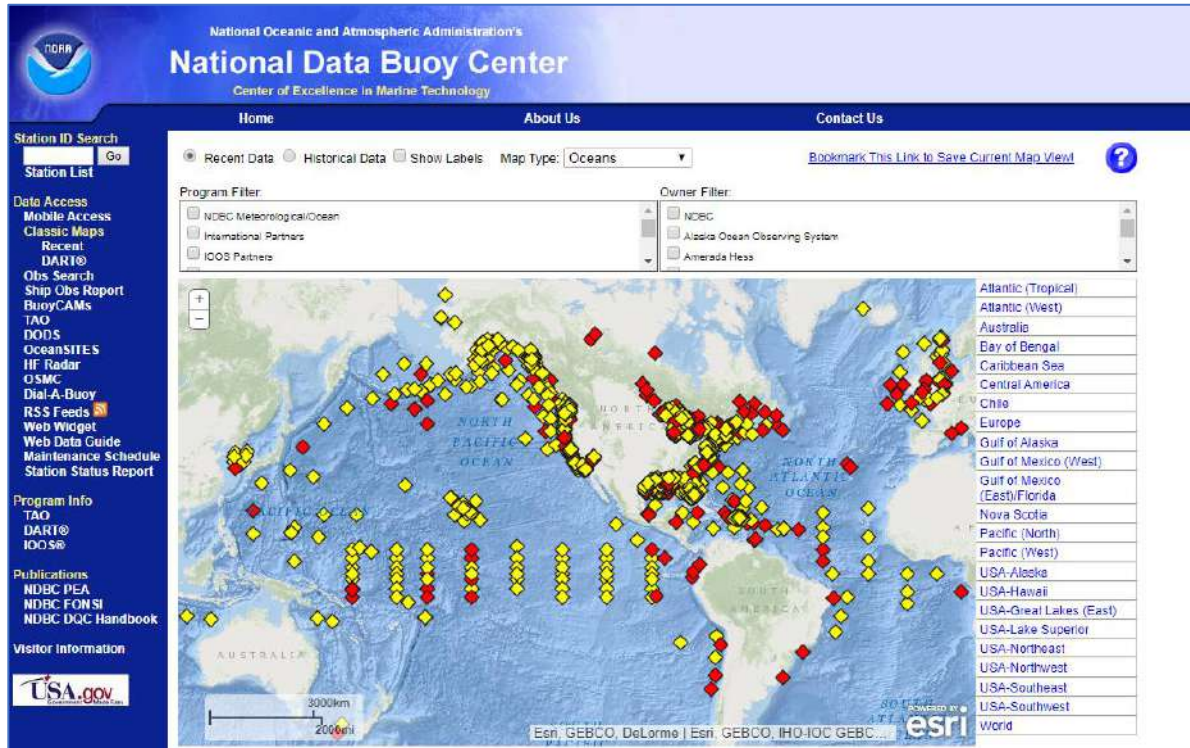 NOAA
National Oceanic and Atmospheric Administration's
National Data Buoy Center
Center of Excellence in Marine Technology
Home About Us Contact Us
Station ID Search
Go
Station List
Data Access
Mobile Access
Classic Maps
Recent
DART®
Obs Search
Ship Obs Report
BuoyCAMs
TAO
DODS
OceanSITES
HF Radar
OSMC
Dial-A-Buoy
RSS Feeds
Web Widget
Web Data Guide
Maintenance Schedule
Station Status Report
Program Info
TAO
DART®
IOOS®
Publications
NDBC PEA
NDBC FONSI
NDBC DQC Handbook
Visitor Information
USA.gov
Government Made Easy
Recent Data Historical Data Show Labels Map Type: Oceans
Bookmark This Link to Save Current Map View!
?
Program Filter:
NDBC Meteorological/Ocean
International Partners
IOOS Partners
Owner Filter:
NDBC
Alaska Ocean Observing System
Amerada Hess
+
−
NORTH
PACIFIC
OCEAN
NORTH
ATLANTIC
OCEAN
SOUTH
AMERICA
AUSTRALIA
3000km
2000mi
Esri, GEBCO, DeLorme | Esri, GEBCO, IHO-IOC GEBC...
POWERED BY
esri
Atlantic (Tropical)
Atlantic (West)
Australia
Bay of Bengal
Caribbean Sea
Central America
Chile
Europe
Gulf of Alaska
Gulf of Mexico (West)
Gulf of Mexico
(East)/Florida
Nova Scotia
Pacific (North)
Pacific (West)
USA-Alaska
USA-Hawaii
USA-Great Lakes (East)
USA-Lake Superior
USA-Northeast
USA-Northwest
USA-Southeast
USA-Southwest
World